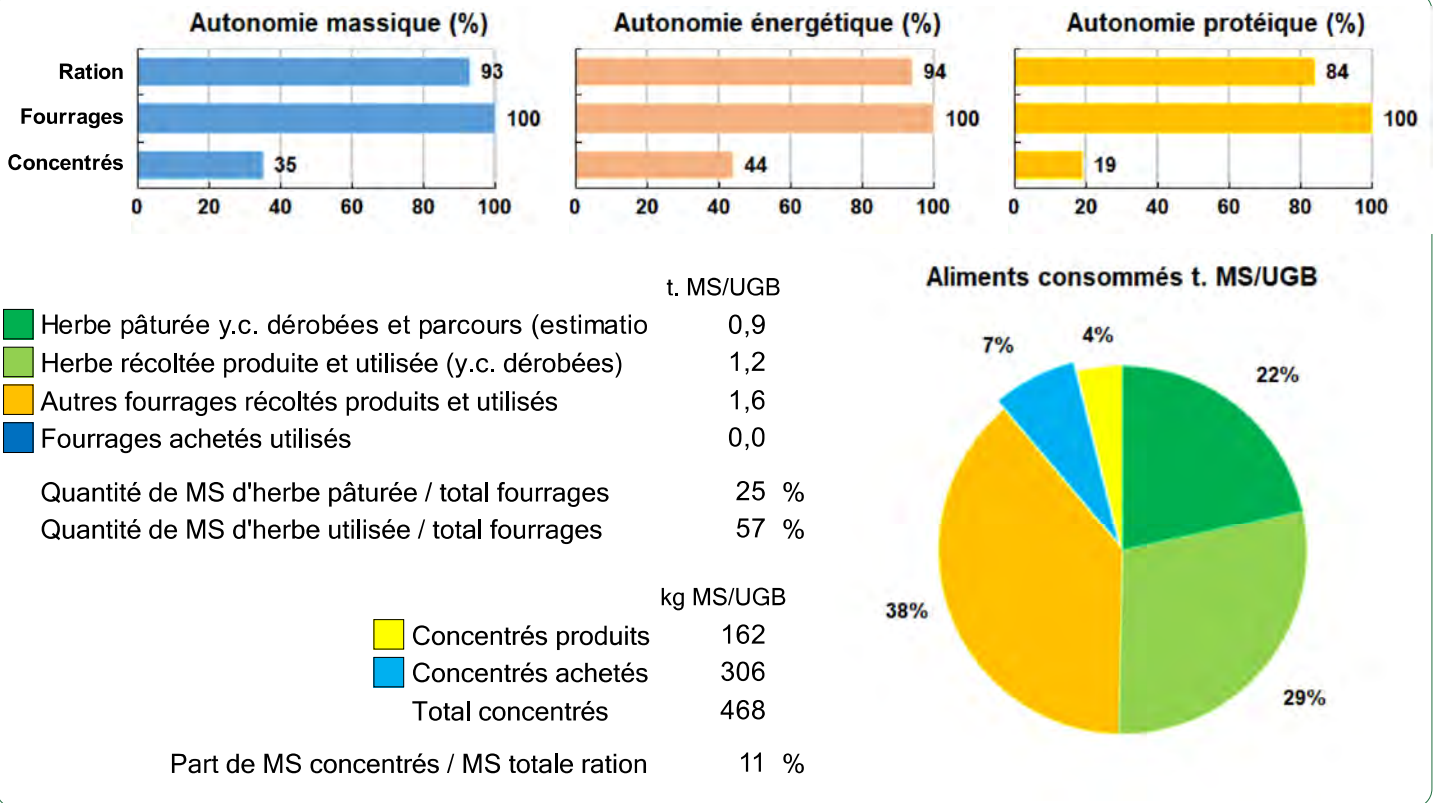 Autonomie massique (%)
Autonomie énergétique (%)
Autonomie protéique (%)
Ration
93
94
84
Fourrages
100
100
100
Concentrés
35
44
19
0 20 40 60 80 100
0 20 40 60 80 100
0 20 40 60 80 100
t. MS/UGB
Herbe pâturée y.c. dérobées et parcours (estimatio 0,9
Herbe récoltée produite et utilisée (y.c. dérobées) 1,2
Autres fourrages récoltés produits et utilisés 1,6
Fourrages achetés utilisés 0,0
Quantité de MS d'herbe pâturée / total fourrages 25 %
Quantité de MS d'herbe utilisée / total fourrages 57 %
kg MS/UGB
Concentrés produits 162
Concentrés achetés 306
Total concentrés 468
Part de MS concentrés / MS totale ration 11 %
Aliments consommés t. MS/UGB
7%
4%
22%
38%
29%